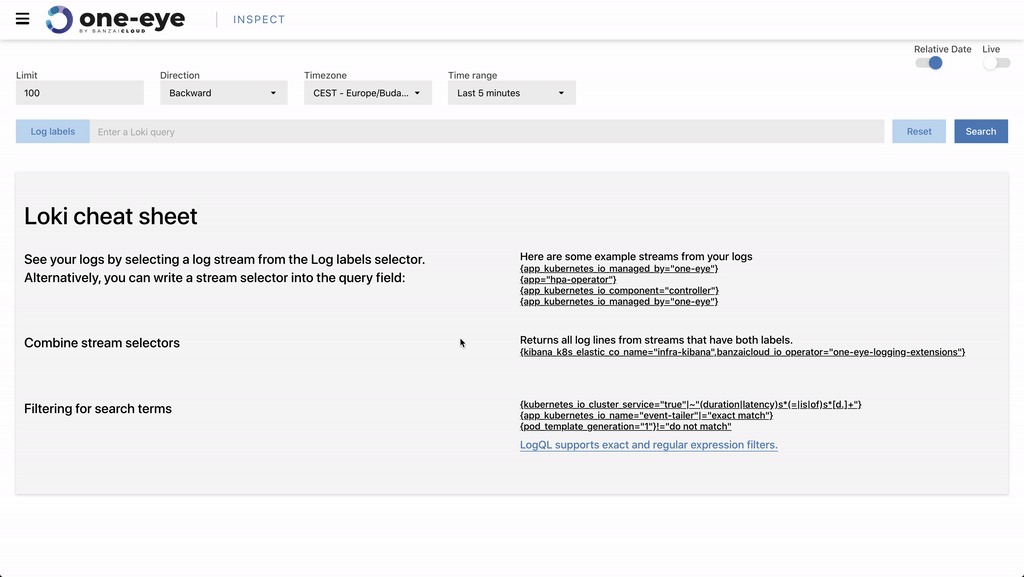 one-eye
BY BANZAICLOUD
INSPECT
Relative Date
Live
Limit
Direction
Timezone
Time range
100
Backward
CEST - Europe/Buda...
Last 5 minutes
Log labels
Enter a Loki query
Reset
Search
Loki cheat sheet
See your logs by selecting a log stream from the Log labels selector.
Alternatively, you can write a stream selector into the query field:
Here are some example streams from your logs
{app_kubernetes_io_managed_by="one-eye"}
{app="hpa-operator"}
{app_kubernetes_io_component="controller"}
{app_kubernetes_io_managed_by="one-eye"}
Combine stream selectors
Returns all log lines from streams that have both labels.
{kibana_k8s_elastic_co_name="infra-kibana",banzaicloud_io_operator="one-eye-logging-extensions"}
Filtering for search terms
{kubernetes_io_cluster_service="true"|~"(duration|latency)s*(=|is|of)s*[d.]+"}
{app_kubernetes_io_name="event-tailer"|="exact match"}
{pod_template_generation="1"}!="do not match"
LogQL supports exact and regular expression filters.